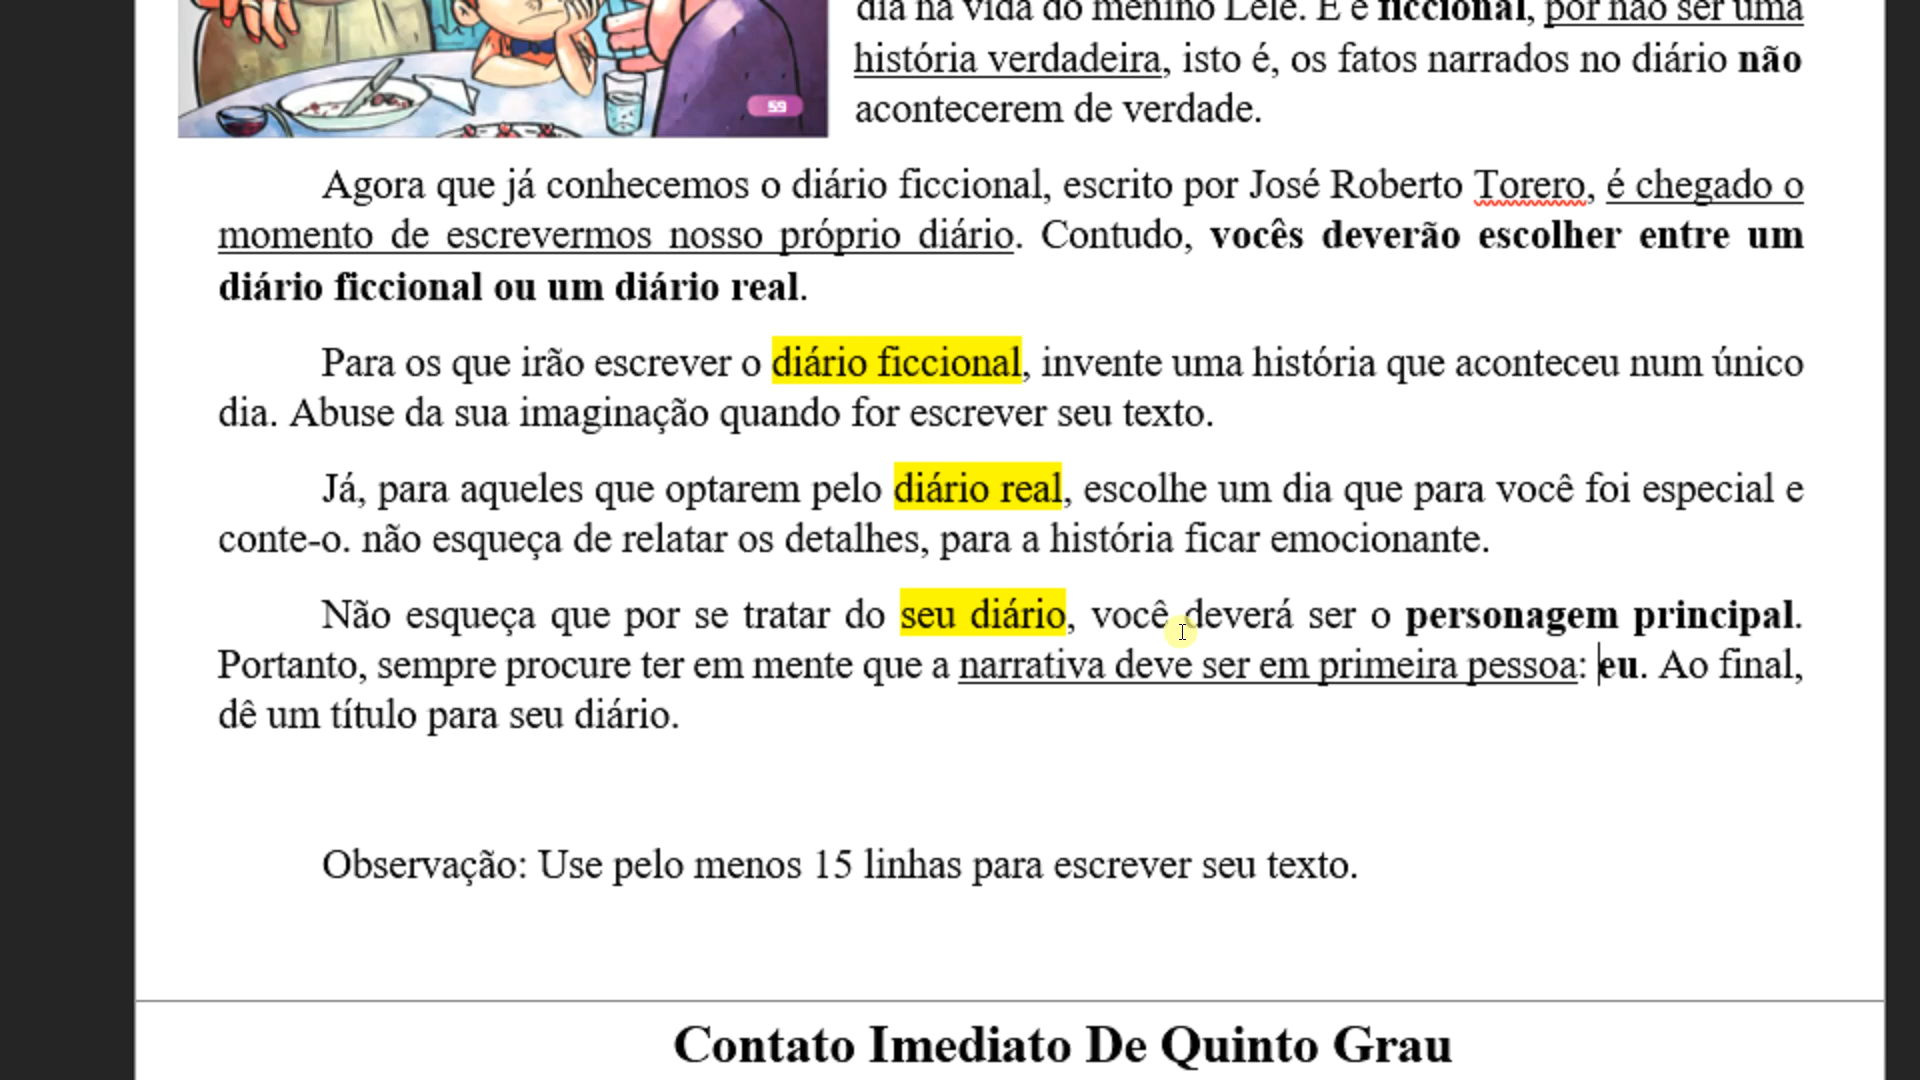 dia na vida do menino Lelê. E é ficcional, por não ser uma
história verdadeira, isto é, os fatos narrados no diário não
acontecerem de verdade.
59
Agora que já conhecemos o diário ficcional, escrito por José Roberto Torero, é chegado o
momento de escrevermos nosso próprio diário. Contudo, vocês deverão escolher entre um
diário ficcional ou um diário real.
Para os que irão escrever o diário ficcional, invente uma história que aconteceu num único
dia. Abuse da sua imaginação quando for escrever seu texto.
Já, para aqueles que optarem pelo diário real, escolhe um dia que para você foi especial e
conte-o. não esqueça de relatar os detalhes, para a história ficar emocionante.
Não esqueça que por se tratar do seu diário, você deverá ser o personagem principal.
Portanto, sempre procure ter em mente que a narrativa deve ser em primeira pessoa: eu. Ao final,
dê um título para seu diário.
Observação: Use pelo menos 15 linhas para escrever seu texto.
Contato Imediato De Quinto Grau